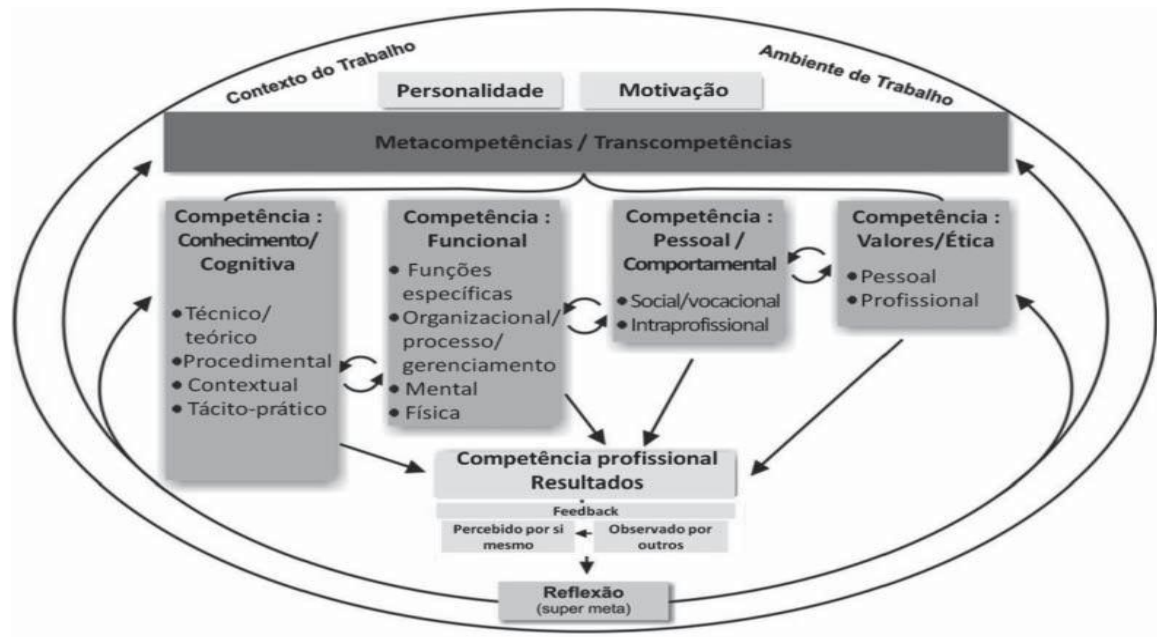 Contexto do Trabalho
Ambiente de Trabalho
Personalidade
Motivação
Metacompetências / Transcompetências
Competência :
Conhecimento/
Cognitiva
• Técnico/
teórico
• Procedimental
• Contextual
• Tácito-prático
Competência :
Funcional
• Funções
específicas
• Organizacional/
processo/
gerenciamento
• Mental
• Física
Competência :
Pessoal /
Comportamental
• Social/vocacional
• Intraprofissional
Competência :
Valores/Ética
• Pessoal
• Profissional
Competência profissional
Resultados
Feedback
Percebido por si
mesmo
Observado por
outros
Reflexão
(super meta)